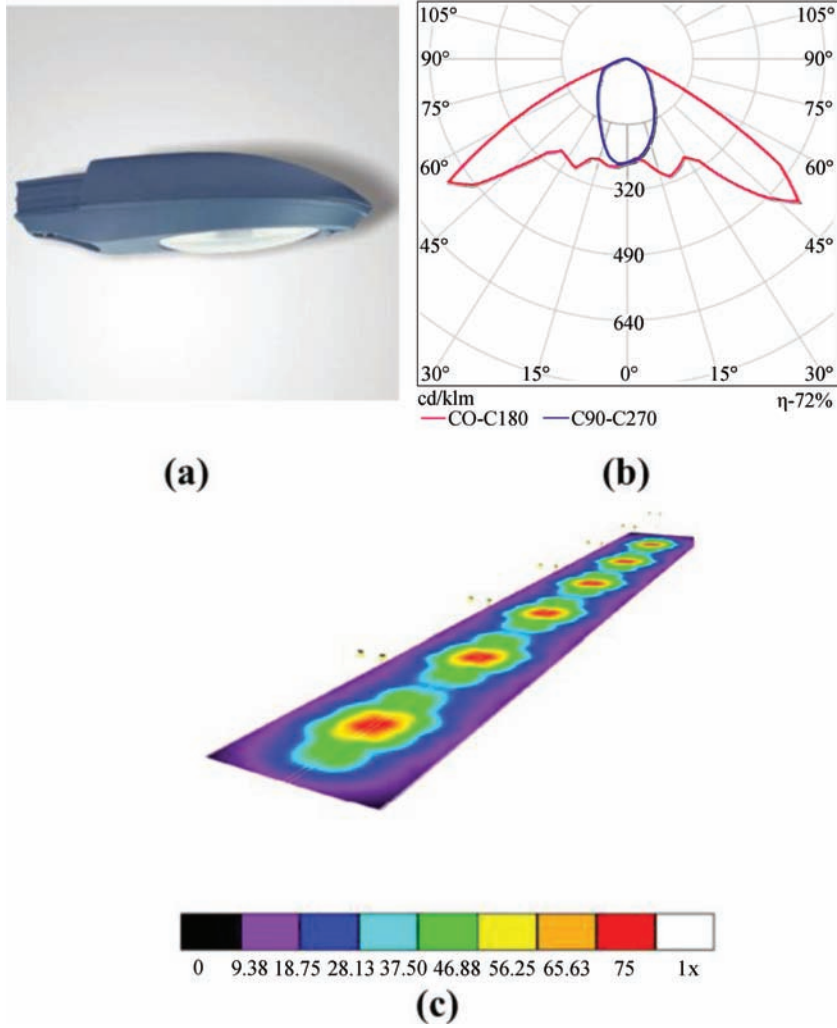 105° 105°
90° 90°
75° 75°
60° 60°
320
45° 45°
490
640
30° 15° 0° 15° 30°
cd/klm η-72%
CO-C180 C90-C270
(a) (b)
0 9.38 18.75 28.13 37.50 46.88 56.25 65.63 75 1x
(c)